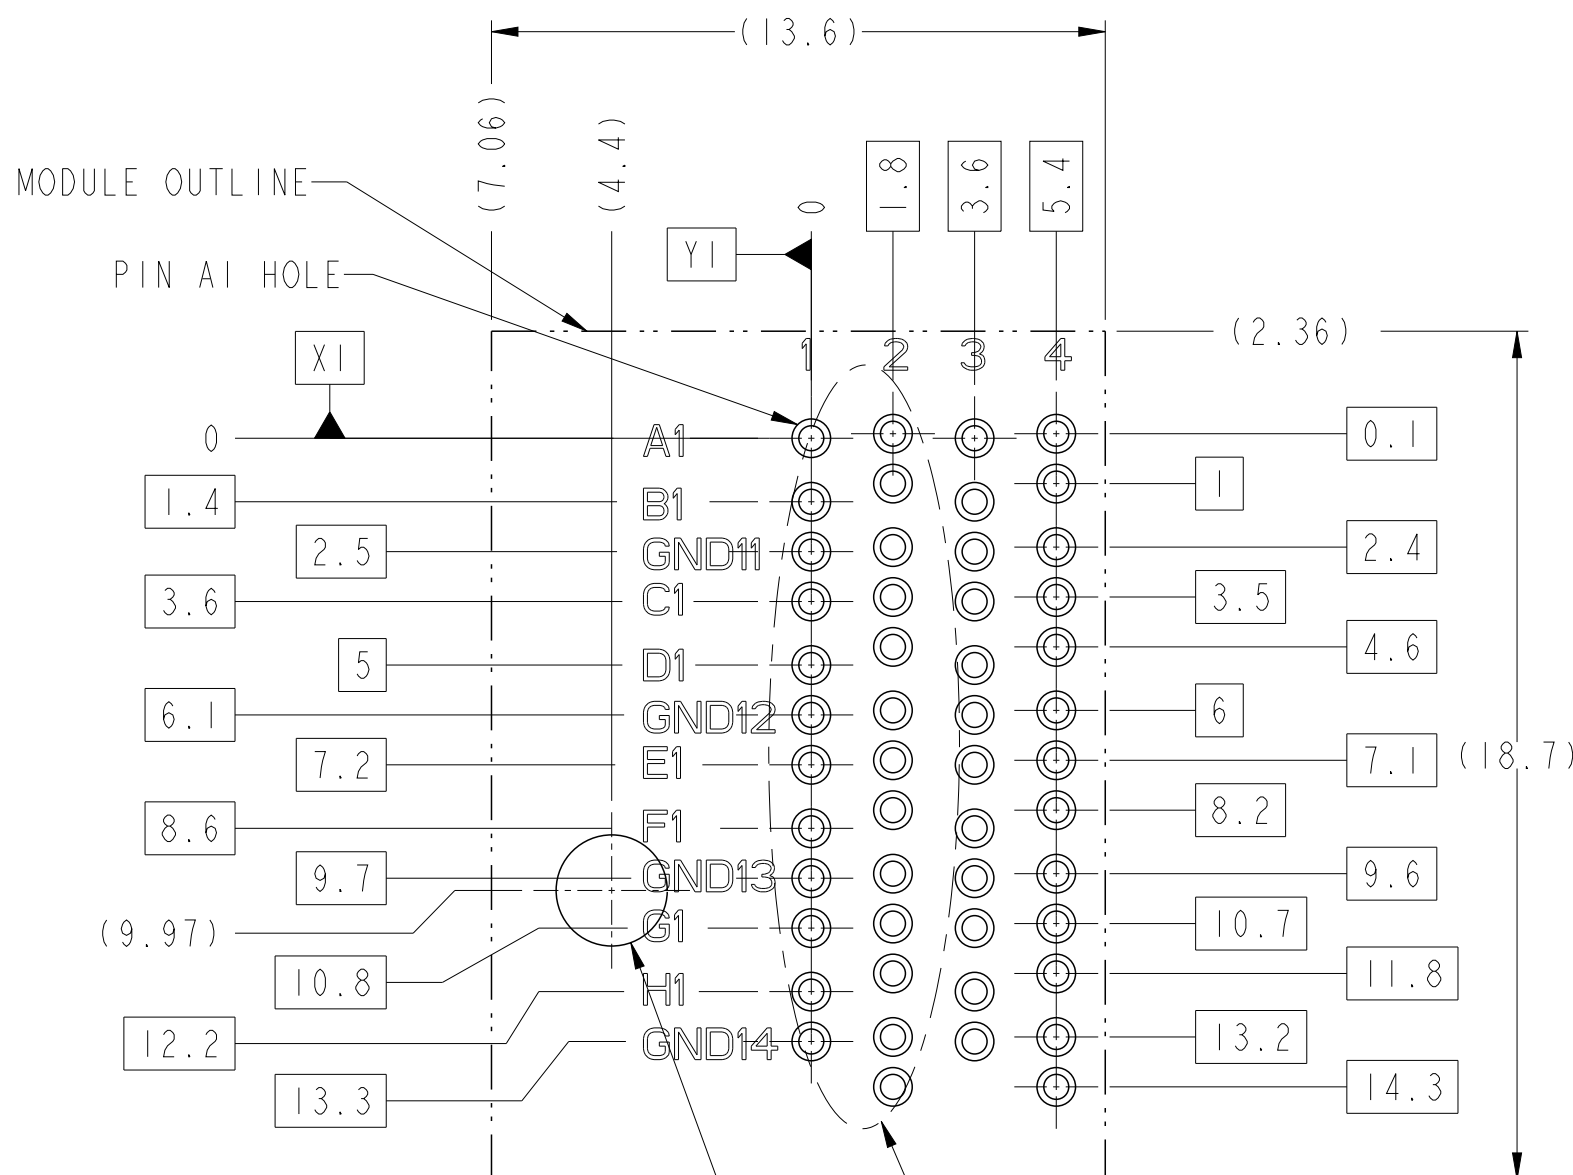 (13.6)
(7.06)
(4.4)
0
1.8
3.6
5.4
MODULE OUTLINE
Y1
PIN A1 HOLE
(2.36)
X1
1 2 3 4
0 A1 0.1
1
1.4 B1
2.5 GND11 2.4
3.6 C1 3.5
4.6
5 D1
6.1 GND12 6
7.2 E1 7.1 (18.7)
8.2
8.6 F1
9.7 GND13 9.6
(9.97)
G1 10.7
10.8
11.8
H1
12.2 GND14 13.2
13.3 14.3